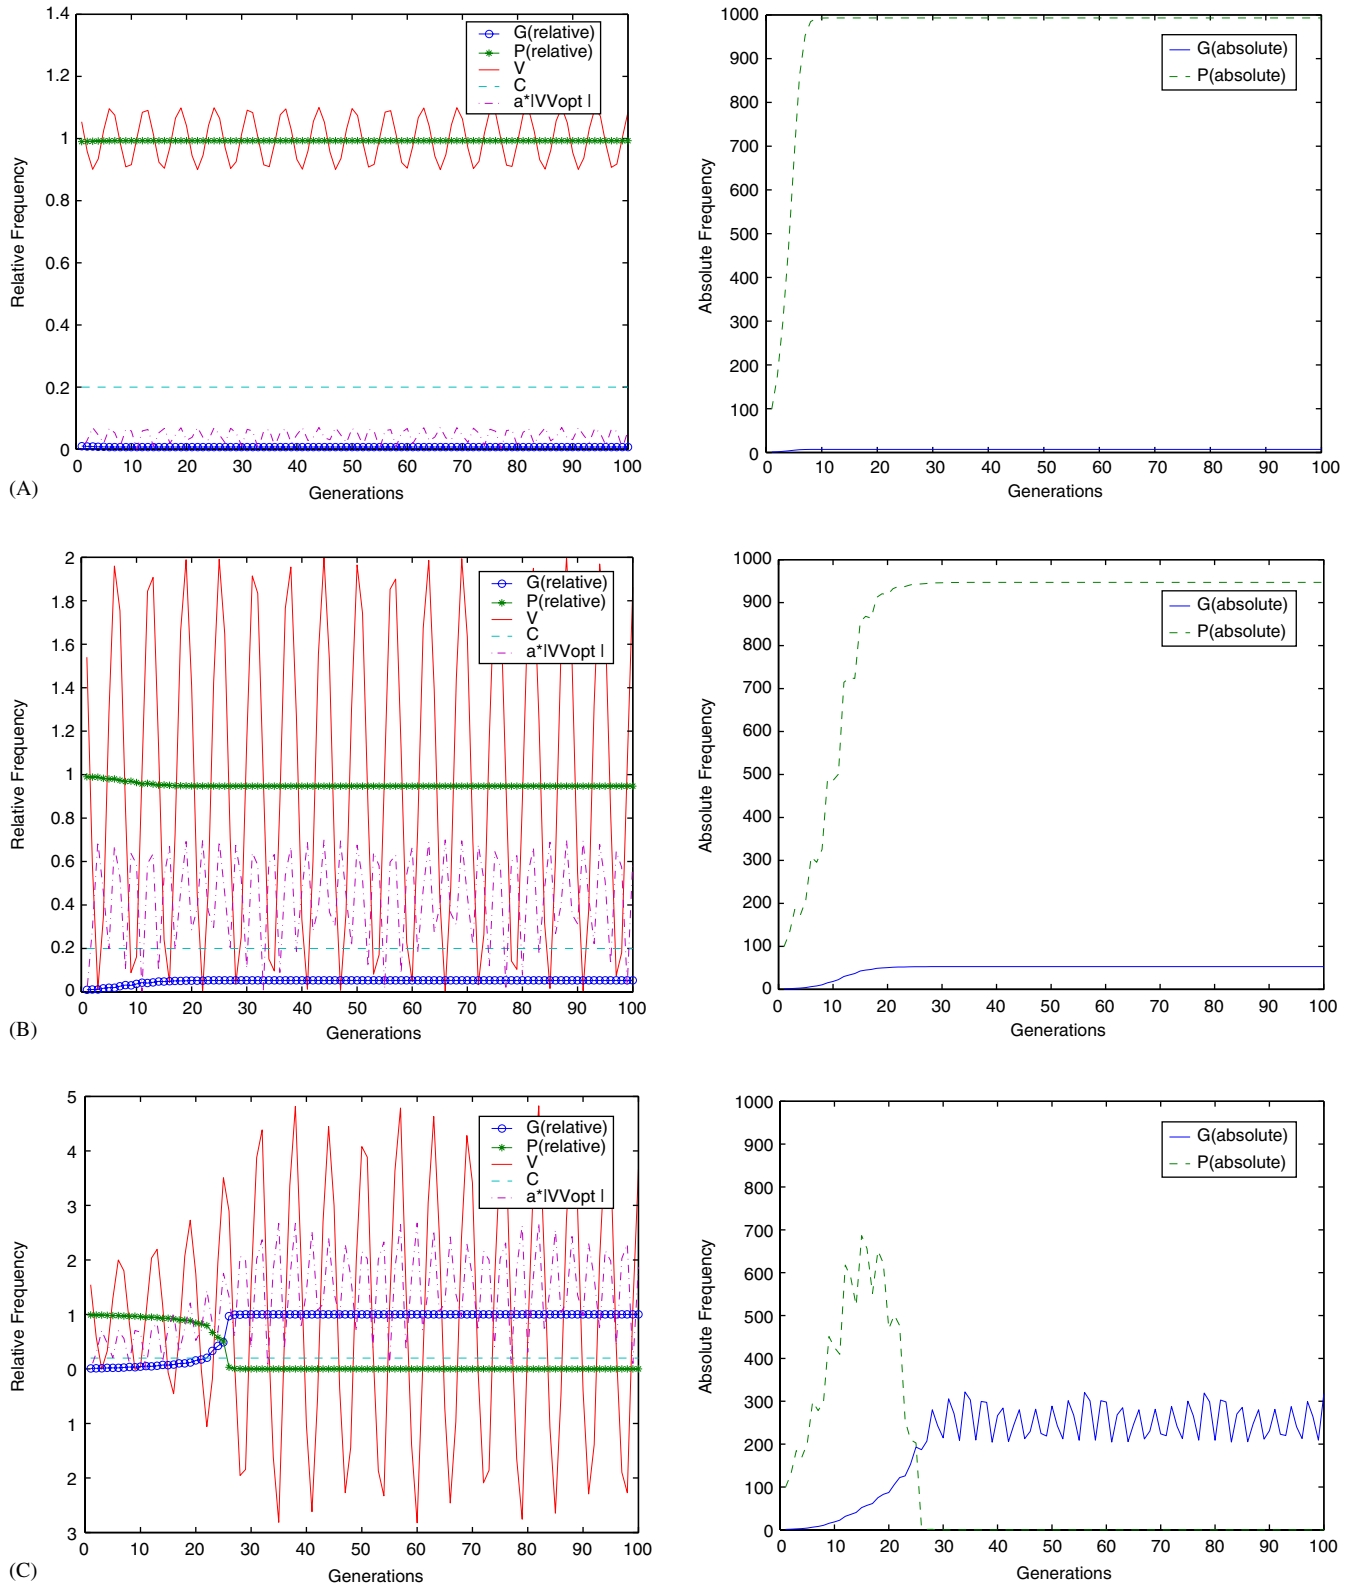 1.4
1.2
1
0.8
0.6
0.4
0.2
0
Relative Frequency
G(relative)
P(relative)
V
C
a*|VVopt |
0 10 20 30 40 50 60 70 80 90 100
Generations
(A)
1000
900
800
700
600
500
400
300
200
100
0
Absolute Frequency
G(absolute)
P(absolute)
0 10 20 30 40 50 60 70 80 90 100
Generations
2
1.8
1.6
1.4
1.2
1
0.8
0.6
0.4
0.2
0
Relative Frequency
G(relative)
P(relative)
V
C
a*|VVopt |
0 10 20 30 40 50 60 70 80 90 100
Generations
(B)
1000
900
800
700
600
500
400
300
200
100
0
Absolute Frequency
G(absolute)
P(absolute)
0 10 20 30 40 50 60 70 80 90 100
Generations
5
4
3
2
1
0
1
2
3
Relative Frequency
G(relative)
P(relative)
V
C
a*|VVopt |
0 10 20 30 40 50 60 70 80 90 100
Generations
(C)
1000
900
800
700
600
500
400
300
200
100
0
Absolute Frequency
G(absolute)
P(absolute)
0 10 20 30 40 50 60 70 80 90 100
Generations